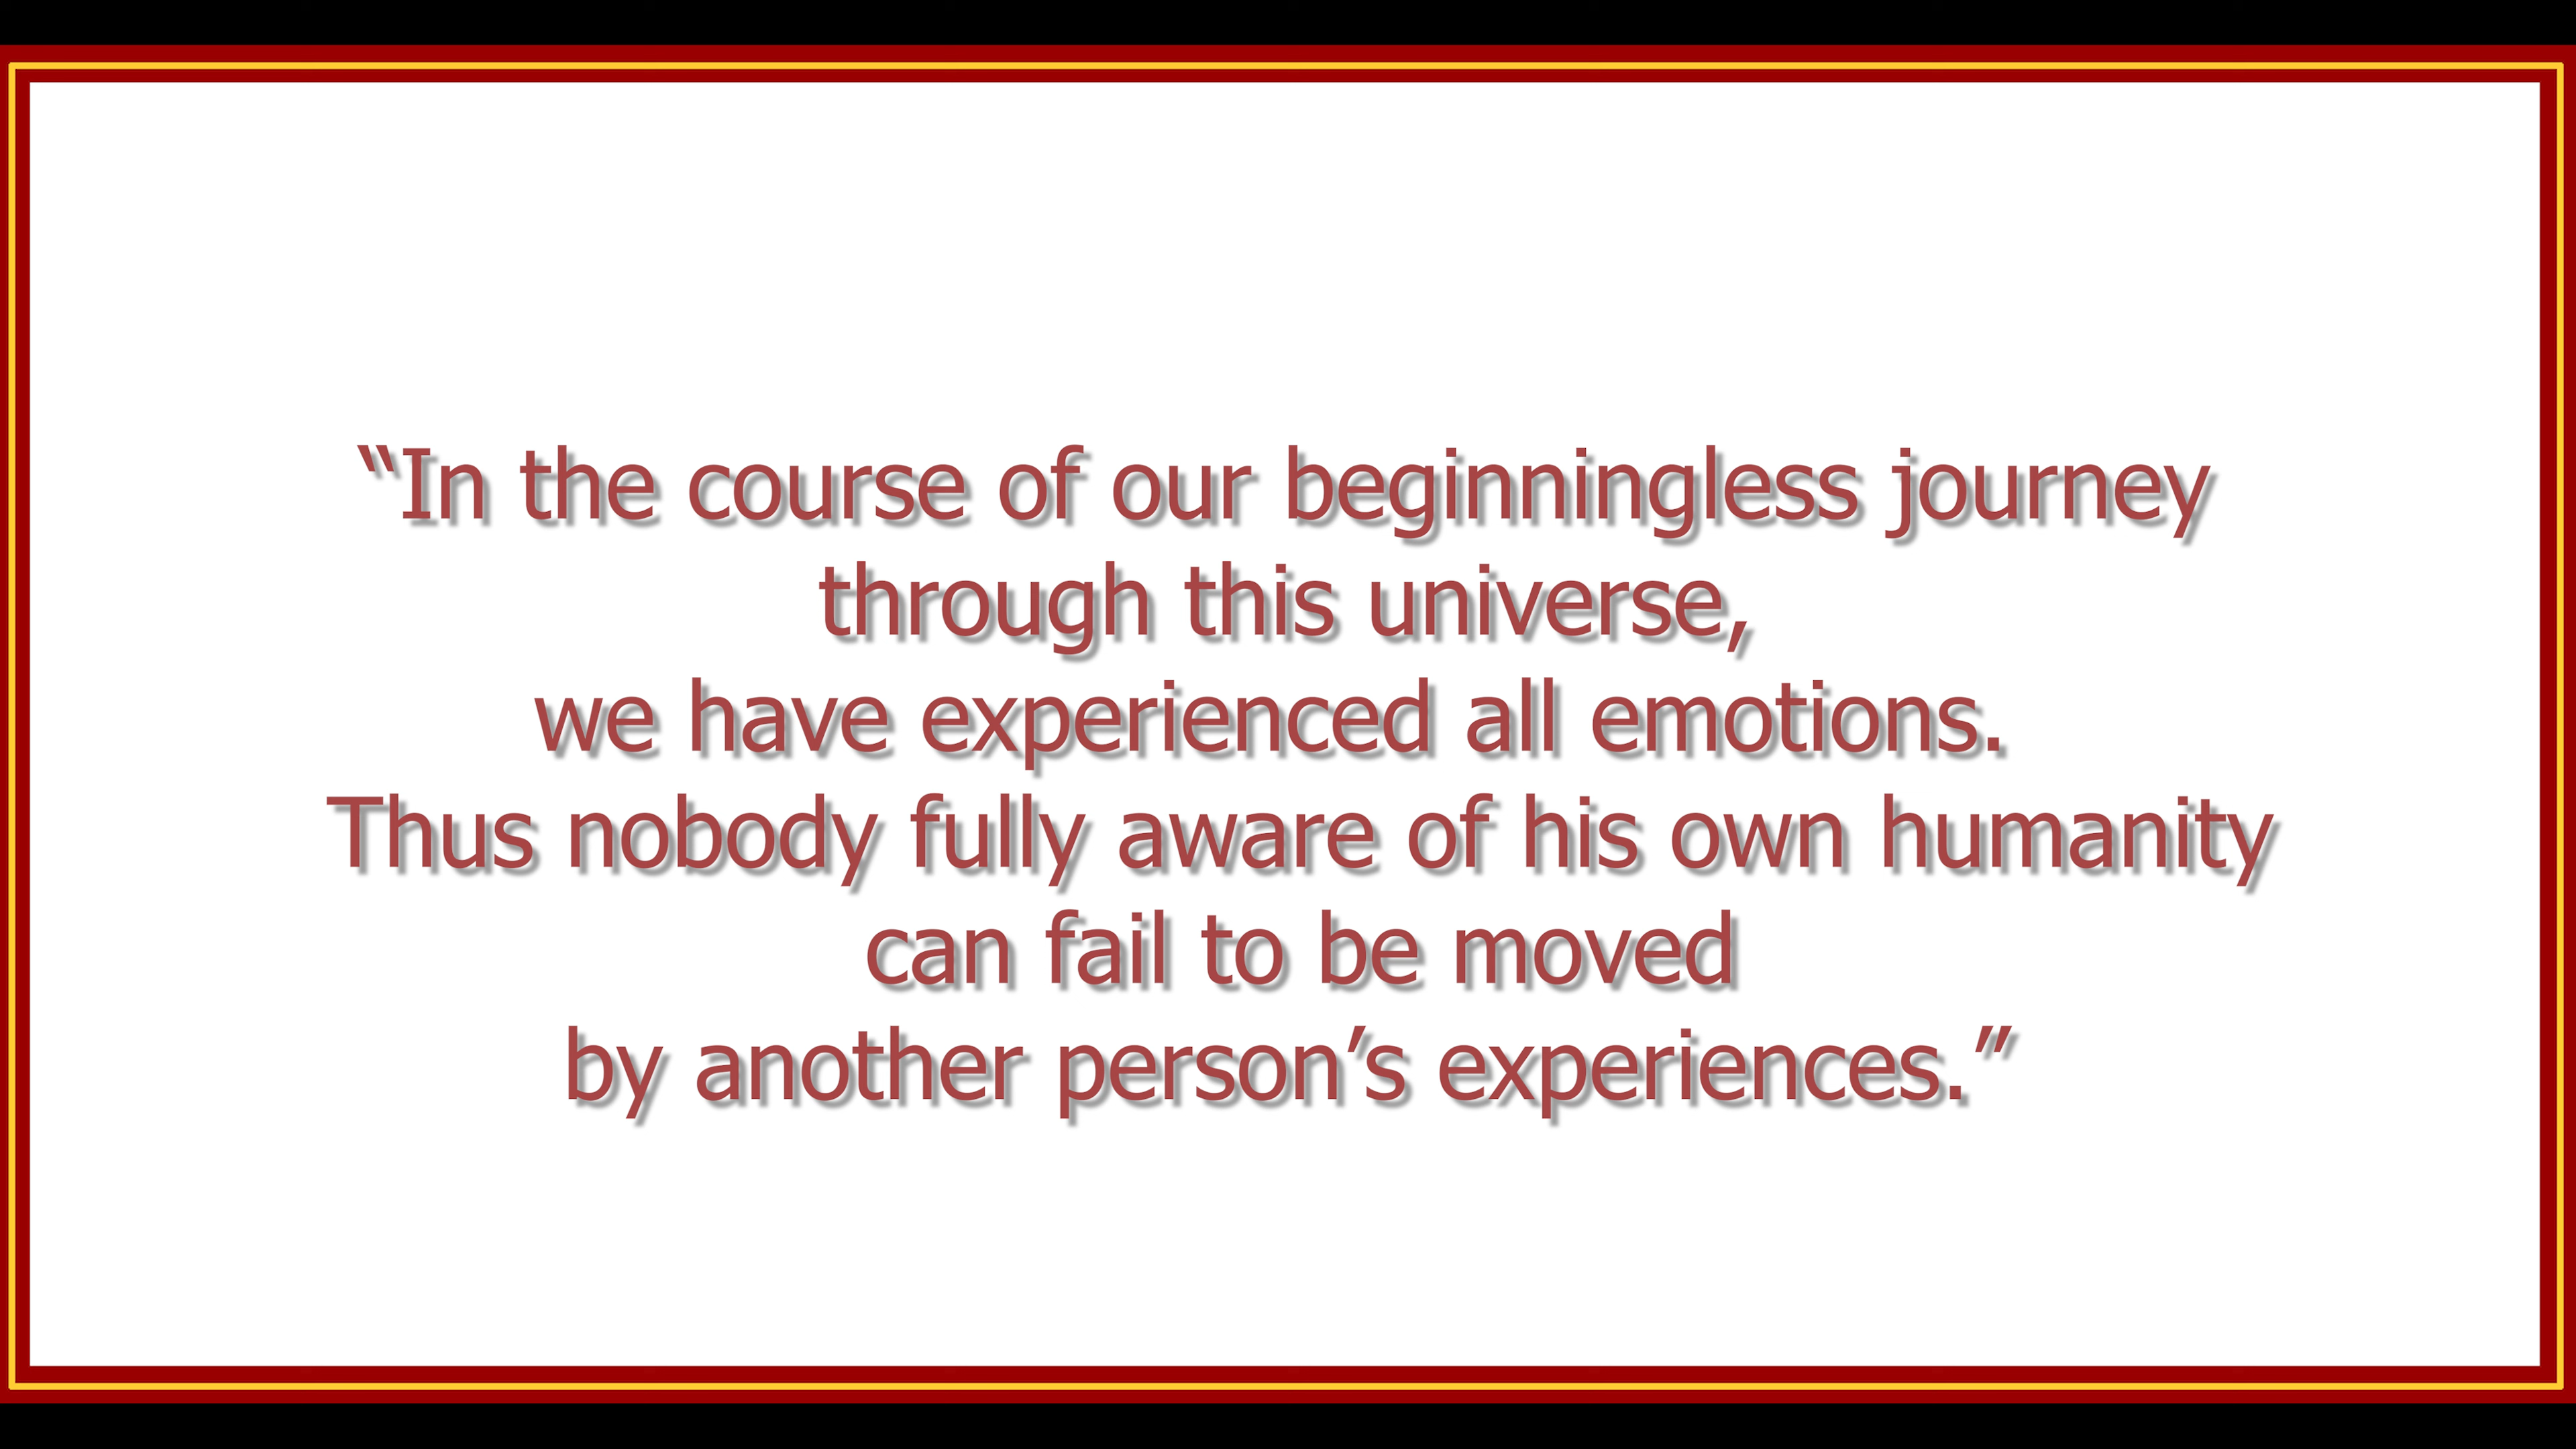 “In the course of our beginningless journey
through this universe,
we have experienced all emotions.
Thus nobody fully aware of his own humanity
can fail to be moved
by another person’s experiences.”